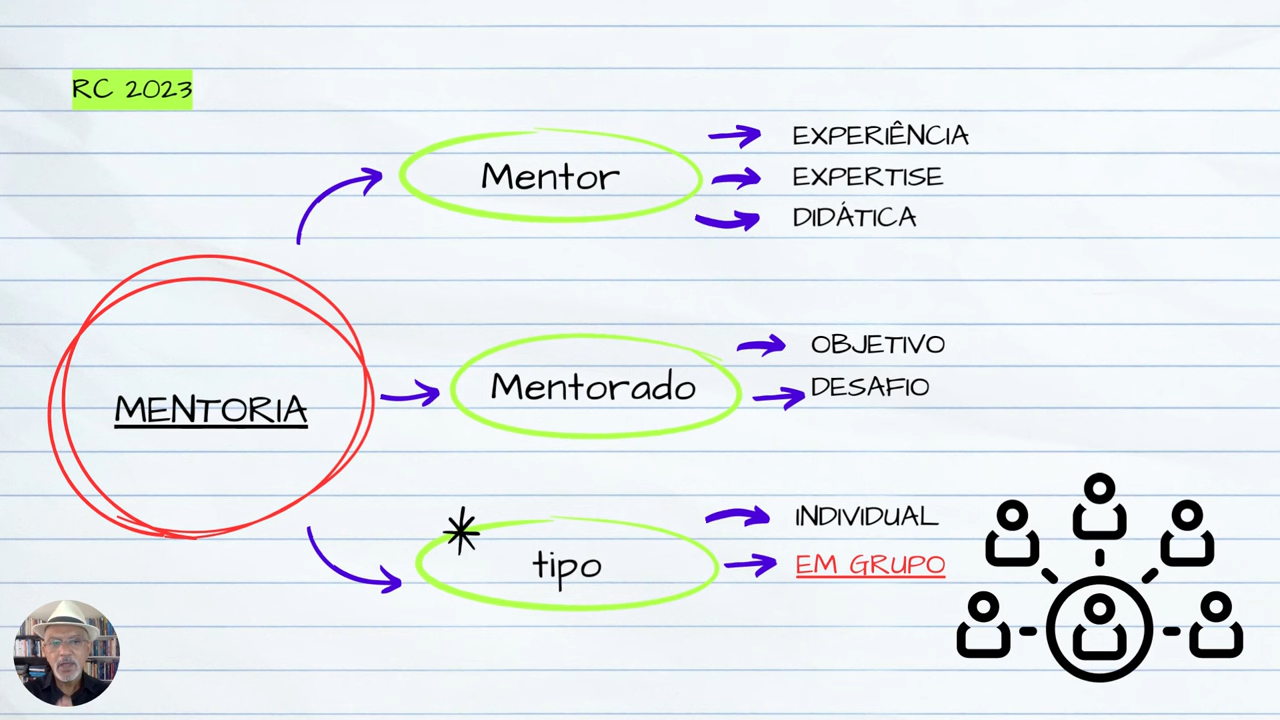 RC 2023
Mentor
EXPERIÊNCIA
EXPERTISE
DIDÁTICA
MENTORIA
Mentorado
OBJETIVO
DESAFIO
tipo
INDIVIDUAL
EM GRUPO